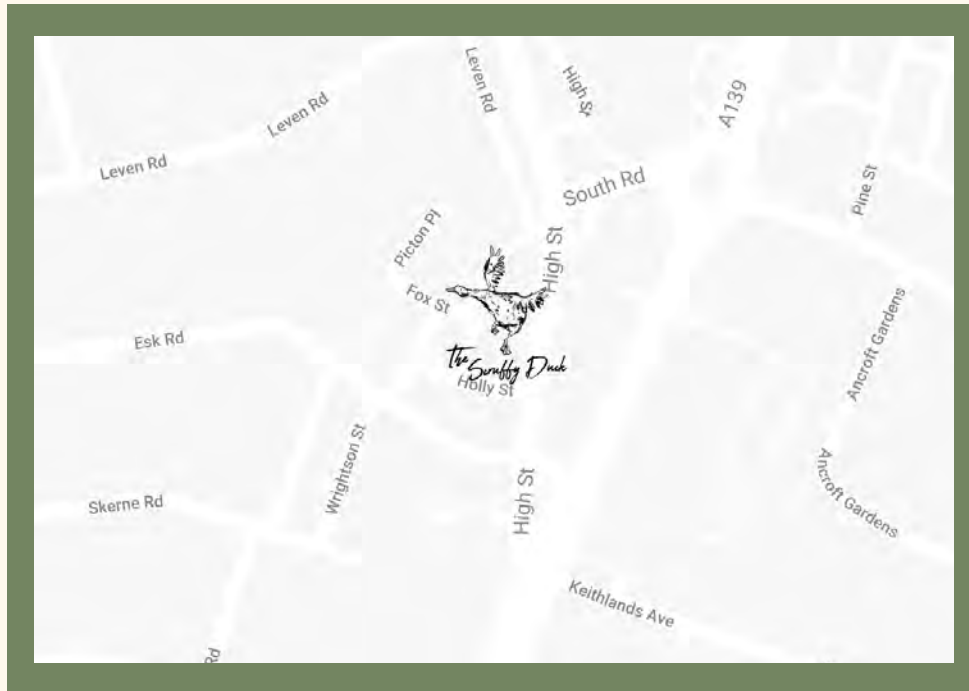 Leven Rd
High St
A139
Leven Rd
Leven Rd
South Rd
Pine St
Picton Pl
High St
Fox St
Ancroft Gardens
Esk Rd
The
Scruffy Duck
Holly St
Wrightson St
Ancroft Gardens
High St
Skerne Rd
Keithlands Ave
Rd